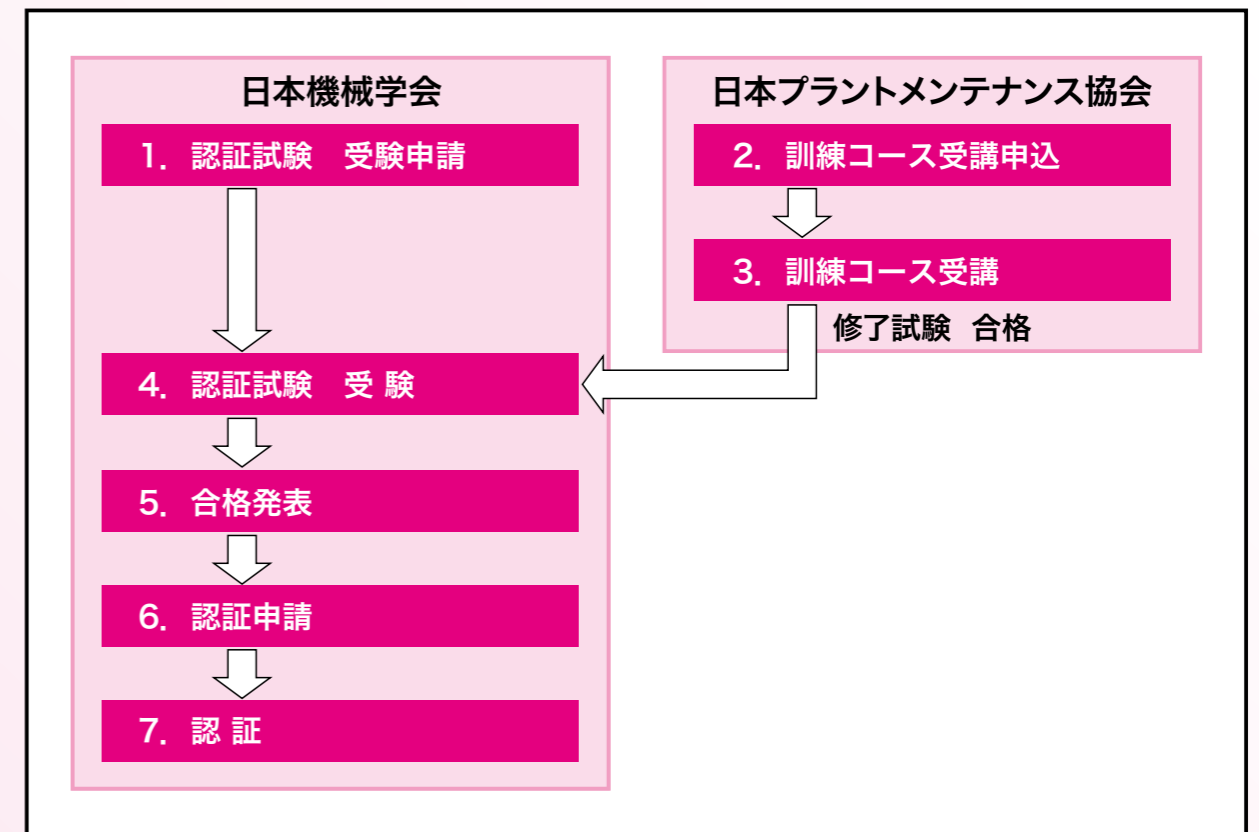 日本機械学会
1. 認証試験　受験申請
日本プラントメンテナンス協会
2. 訓練コース受講申込
3. 訓練コース受講
修了試験 合格
4. 認証試験　受 験
5. 合格発表
6. 認証申請
7. 認 証